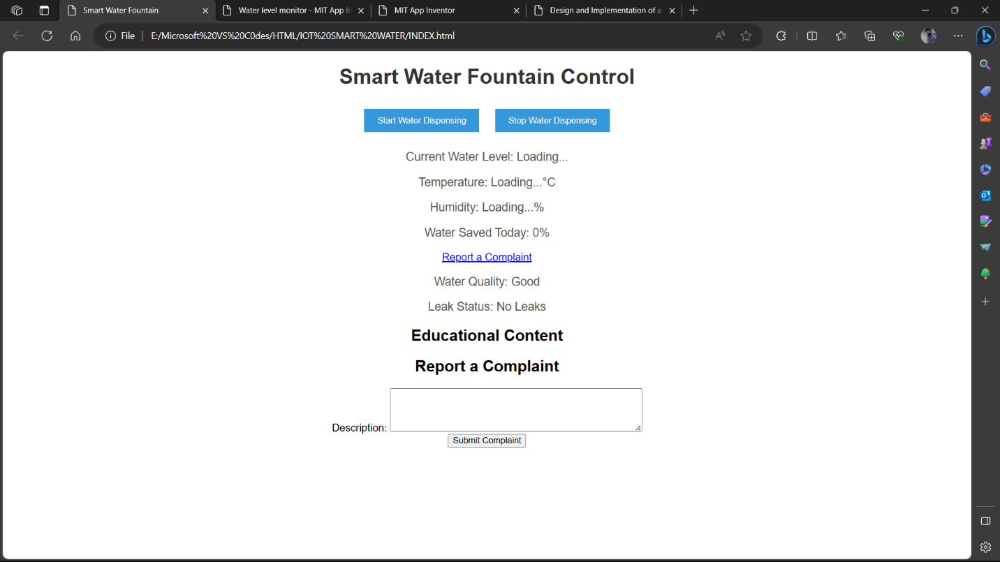 Smart Water Fountain
Water level monitor - MIT App In
MIT App Inventor
Design and Implementation of a
File
E:/Microsoft%20VS%20C0des/HTML/IOT%20SMART%20WATER/INDEX.html
Smart Water Fountain Control
Start Water Dispensing
Stop Water Dispensing
Current Water Level: Loading...
Temperature: Loading...°C
Humidity: Loading...%
Water Saved Today: 0%
Report a Complaint
Water Quality: Good
Leak Status: No Leaks
Educational Content
Report a Complaint
Description:
Submit Complaint